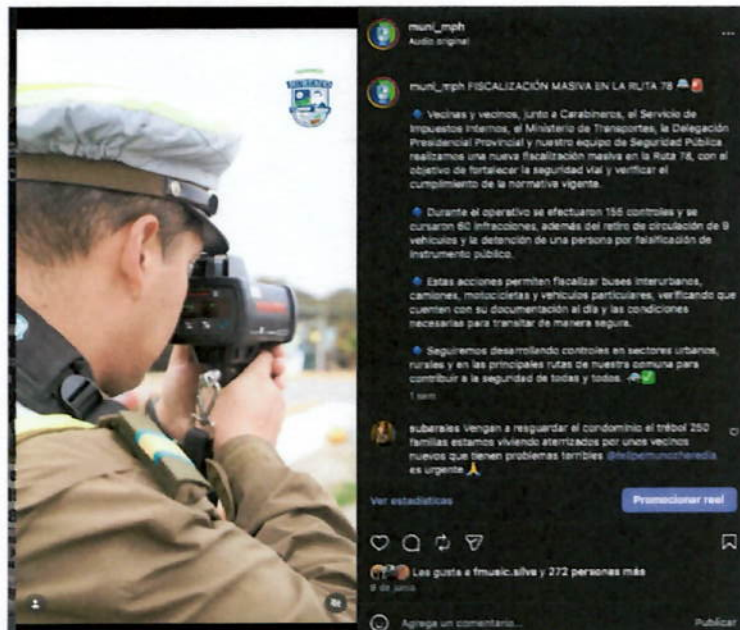 muni_mph
Audio original
muni_mph FISCALIZACIÓN MASIVA EN LA RUTA 78
Vecinas y vecinos, junto a Carabineros, el Servicio de
Impuestos Internos, el Ministerio de Transportes, la Delegación
Presidencial Provincial y nuestro equipo de Seguridad Pública
realizamos una nueva fiscalización masiva en la Ruta 78, con el
objetivo de fortalecer la seguridad vial y verificar el
cumplimiento de la normativa vigente.
Durante el operativo se efectuaron 155 controles y se
cursaron 60 infracciones, además del retiro de circulación de 9
vehículos y la detención de una persona por falsificación de
instrumento público.
Estas acciones permiten fiscalizar buses interurbanos,
camiones, motocicletas y vehículos particulares, verificando que
cuenten con su documentación al día y las condiciones
necesarias para transitar de manera segura.
Seguiremos desarrollando controles en sectores urbanos,
rurales y en las principales rutas de nuestra comuna para
contribuir a la seguridad de todas y todos.
1 sem
suberales Vengan a resguardar el condominio el trébol 250
familias estamos viviendo aterrizados por unos vecinos
nuevos que tienen problemas terribles @felipemunozheredia
es urgente
Ver estadísticas
Promocionar reel
Les gusta a fmusic.silva y 272 personas más
9 de junio
Agrega un comentario...
Publicar